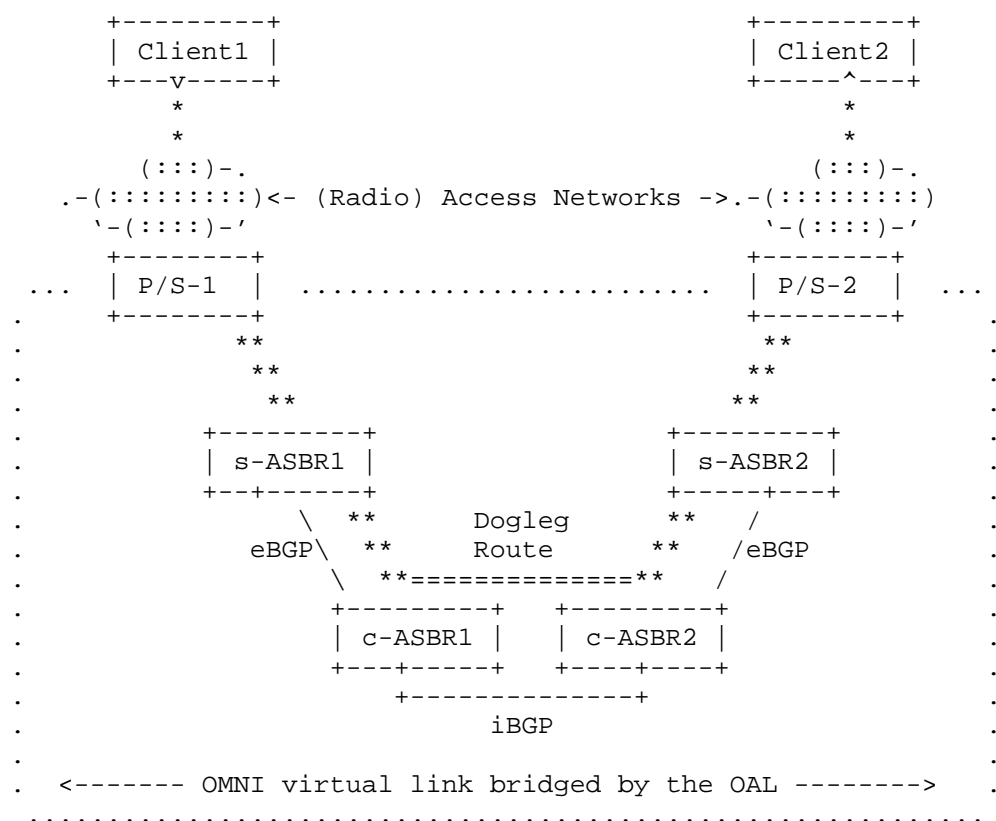 Client1 Client2
<- (Radio) Access Networks ->
P/S-1 P/S-2
s-ASBR1 s-ASBR2
Dogleg
eBGP Route eBGP
c-ASBR1 c-ASBR2
iBGP
<------- OMNI virtual link bridged by the OAL -------->